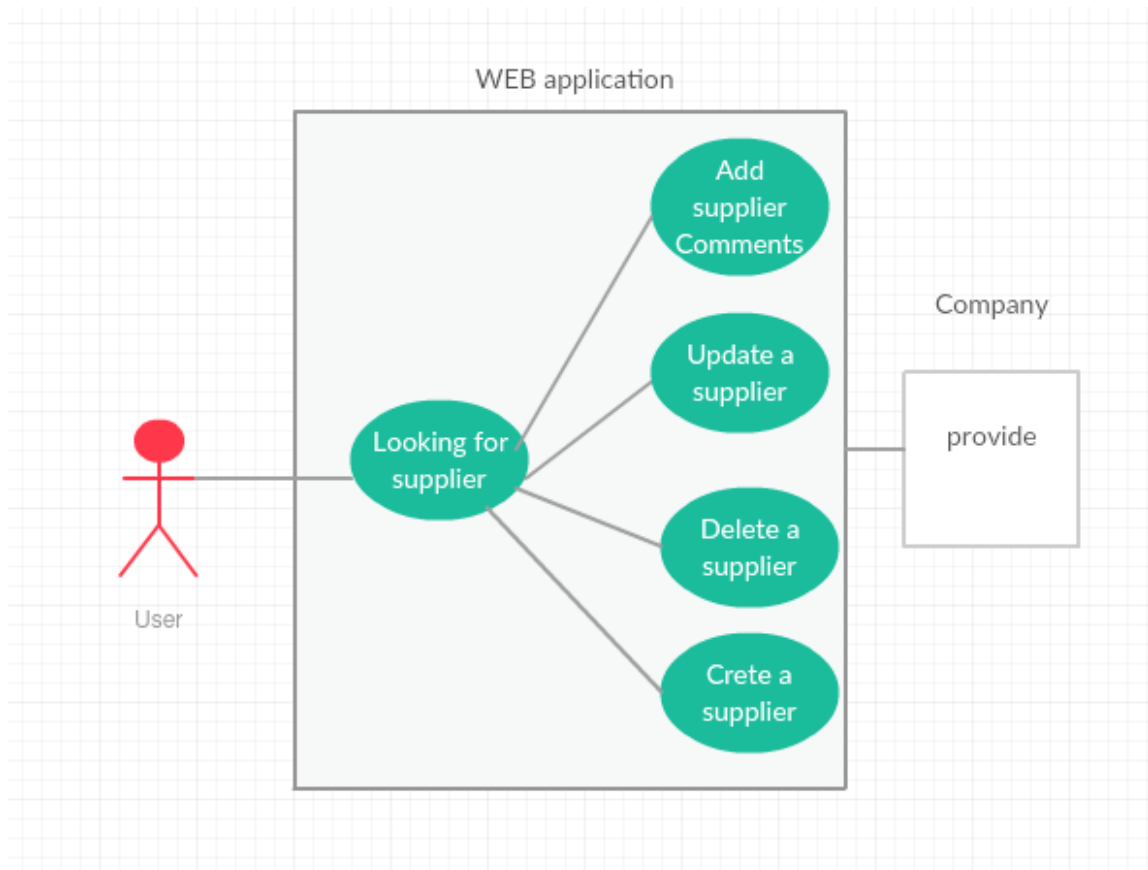 WEB application
Add
supplier
Comments
Update a
supplier
Company
provide
Looking for
supplier
Delete a
supplier
User
Crete a
supplier